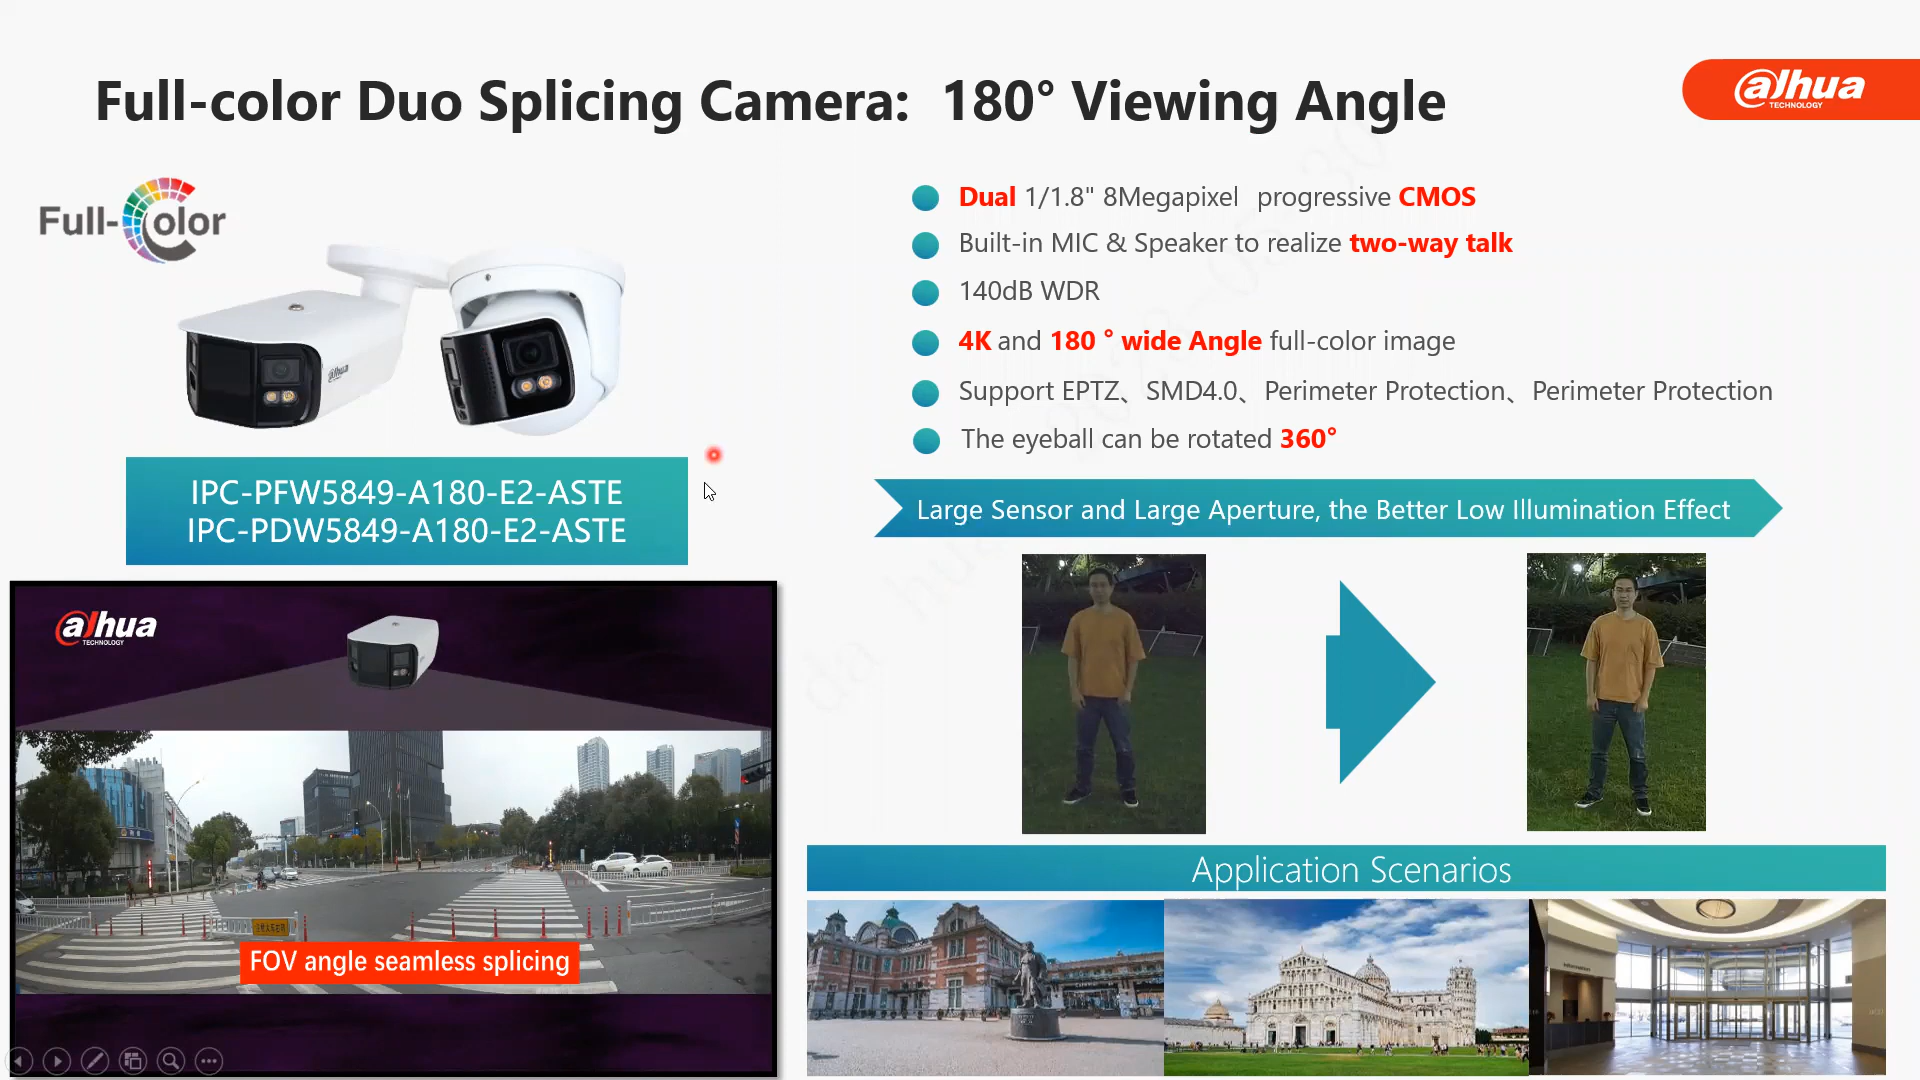 Full-color Duo Splicing Camera: 180° Viewing Angle
alhua
TECHNOLOGY
Full-Color
Dual 1/1.8" 8Megapixel progressive CMOS
Built-in MIC & Speaker to realize two-way talk
140dB WDR
4K and 180 ° wide Angle full-color image
Support EPTZ、SMD4.0、Perimeter Protection、Perimeter Protection
The eyeball can be rotated 360°
alhua
IPC-PFW5849-A180-E2-ASTE
IPC-PDW5849-A180-E2-ASTE
Large Sensor and Large Aperture, the Better Low Illumination Effect
alhua
TECHNOLOGY
FOV angle seamless splicing
Application Scenarios